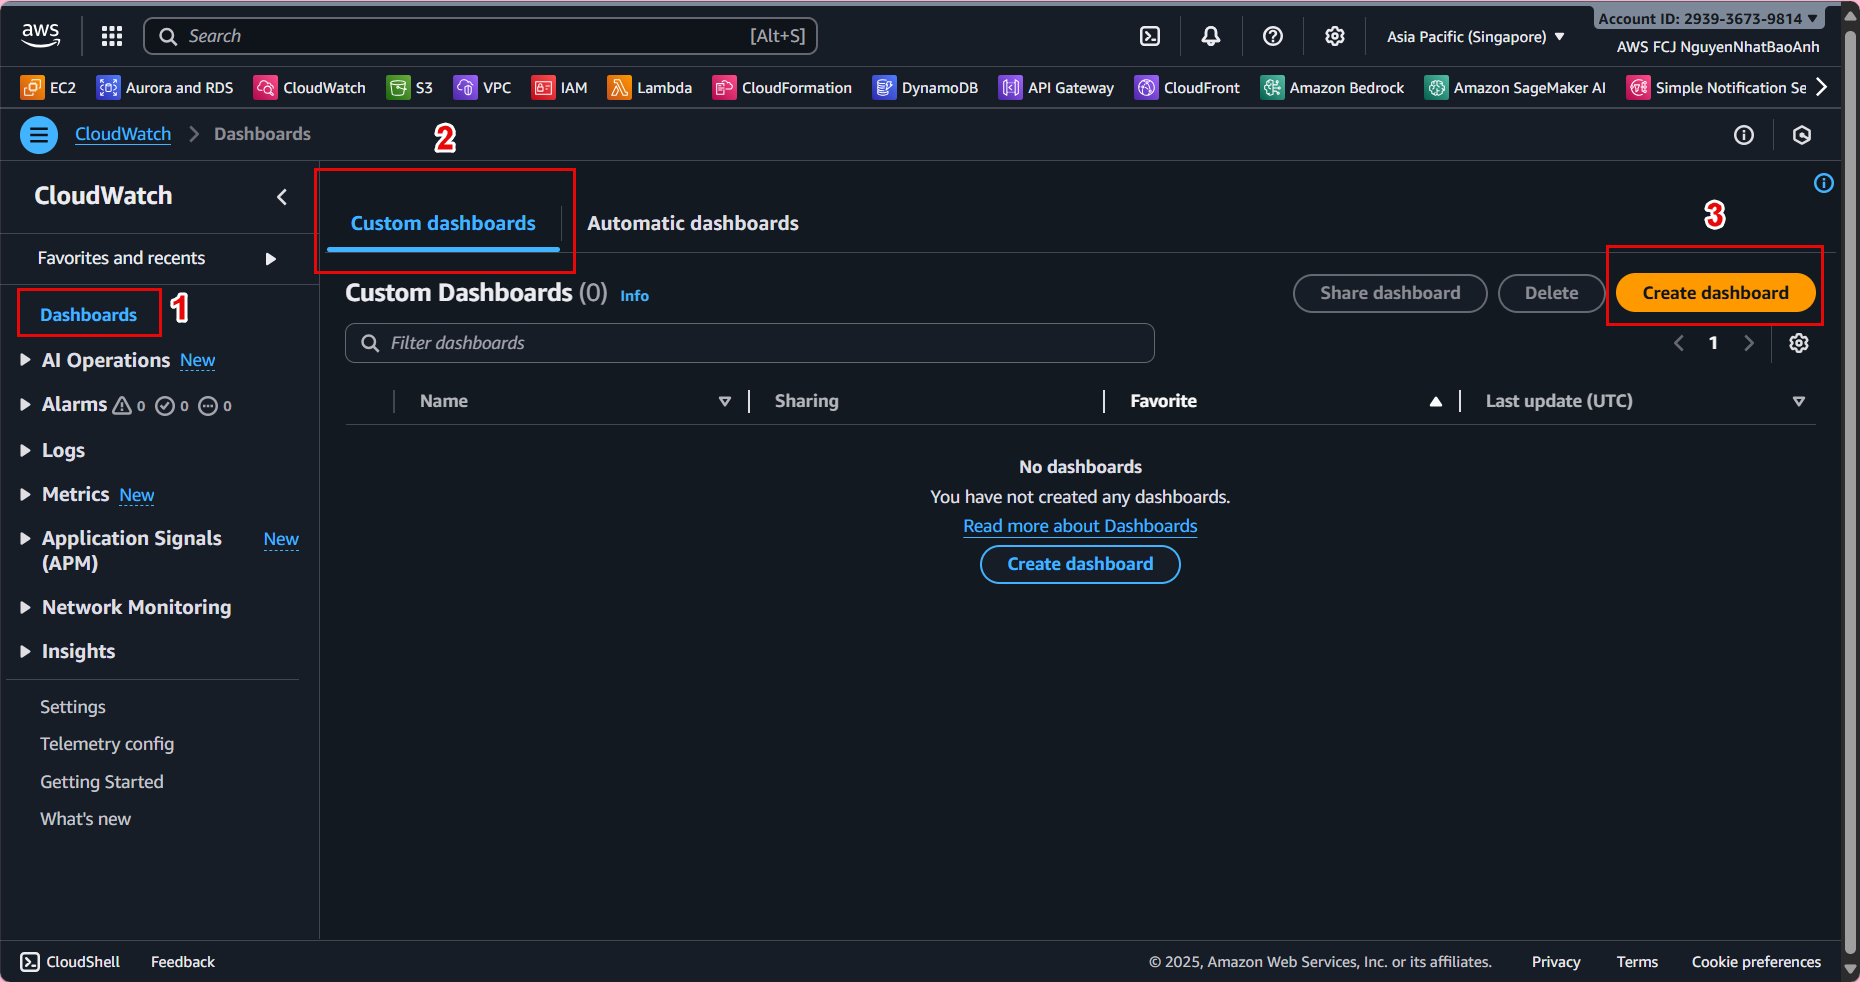 aws
Search [Alt+S]
Asia Pacific (Singapore)
Account ID: 2939-3673-9814
AWS FCJ NguyenNhatBaoAnh
EC2 Aurora and RDS CloudWatch S3 VPC IAM Lambda CloudFormation DynamoDB API Gateway CloudFront Amazon Bedrock Amazon SageMaker AI Simple Notification Se
CloudWatch Dashboards
2
CloudWatch
Favorites and recents
Dashboards 1
AI Operations New
Alarms 0 0 0
Logs
Metrics New
Application Signals (APM) New
Network Monitoring
Insights
Settings
Telemetry config
Getting Started
What's new
Custom dashboards Automatic dashboards
3
Custom Dashboards (0) Info
Share dashboard Delete Create dashboard
Filter dashboards
1
Name Sharing Favorite Last update (UTC)
No dashboards
You have not created any dashboards.
Read more about Dashboards
Create dashboard
CloudShell Feedback
© 2025, Amazon Web Services, Inc. or its affiliates. Privacy Terms Cookie preferences